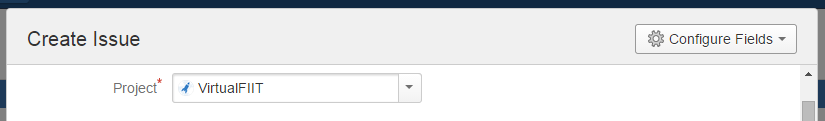 Create Issue
Configure Fields
Project* VirtualFIIT